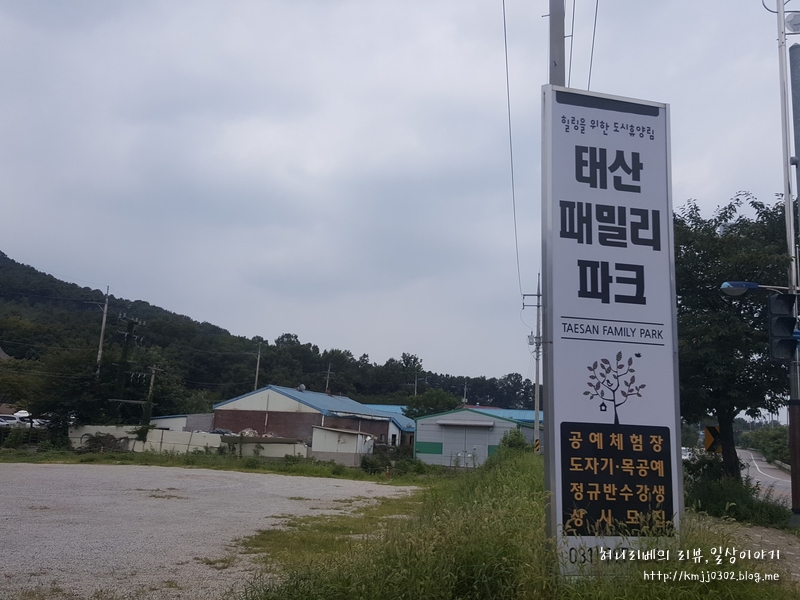 힐링을 위한 도시휴양림
태산
패밀리
파크
TAESAN FAMILY PARK
공예체험장
도자기·목공예
정규반수강생
상시모집
031
허니리베의 리뷰,일상이야기
http://kmjj0302.blog.me